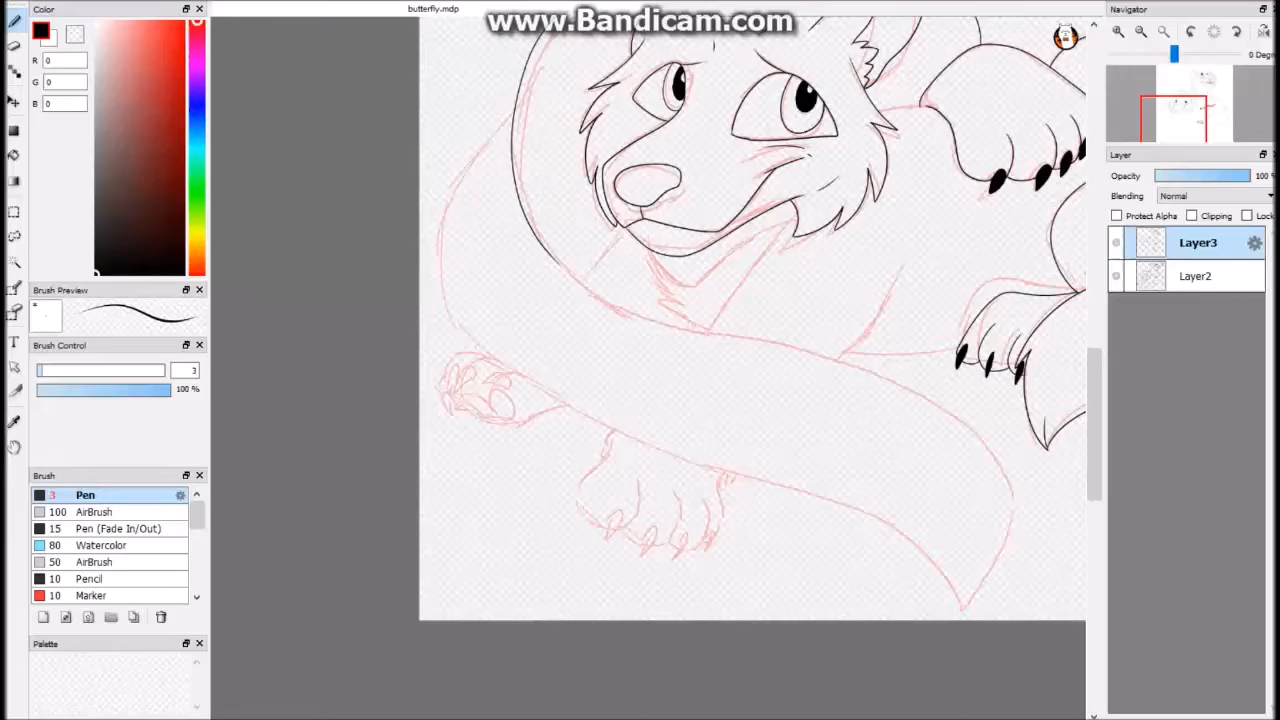 butterfly.mdp
www.Bandicam.com
Color
R 0
G 0
B 0
Brush Preview
Brush Control
3
100 %
Brush
3 Pen
100 AirBrush
15 Pen (Fade In/Out)
80 Watercolor
50 AirBrush
10 Pencil
10 Marker
Palette
Navigator
0 Degr
Layer
Opacity 100 %
Blending Normal
Protect Alpha Clipping Lock
Layer3
Layer2